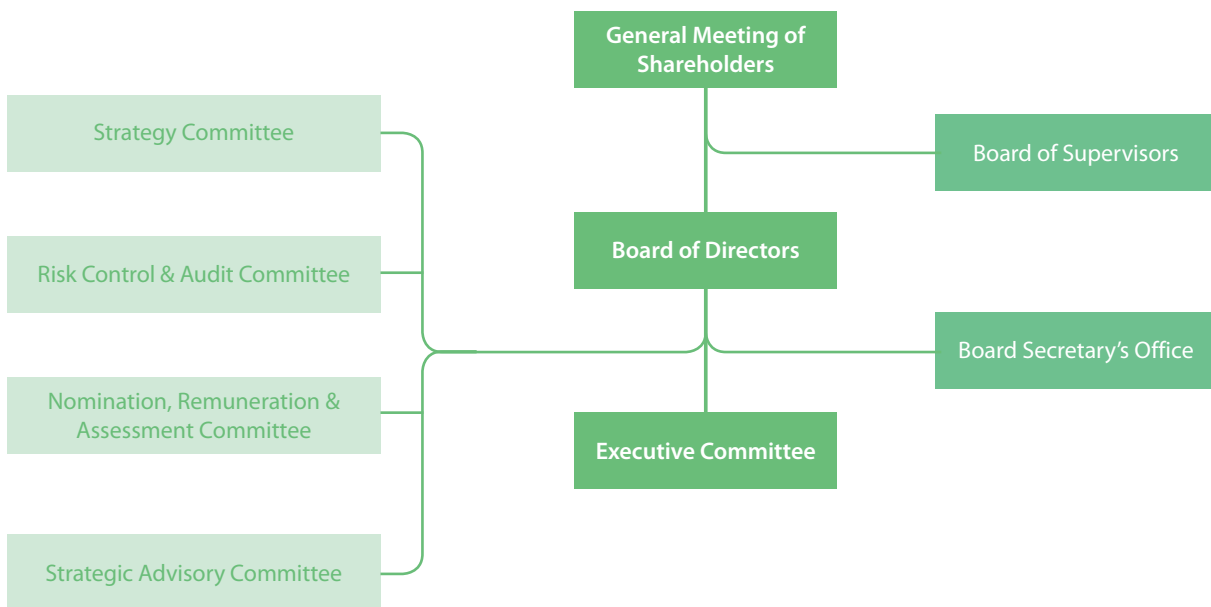 General Meeting of
Shareholders
Strategy Committee
Board of Supervisors
Board of Directors
Risk Control & Audit Committee
Board Secretary’s Office
Nomination, Remuneration &
Assessment Committee
Executive Committee
Strategic Advisory Committee